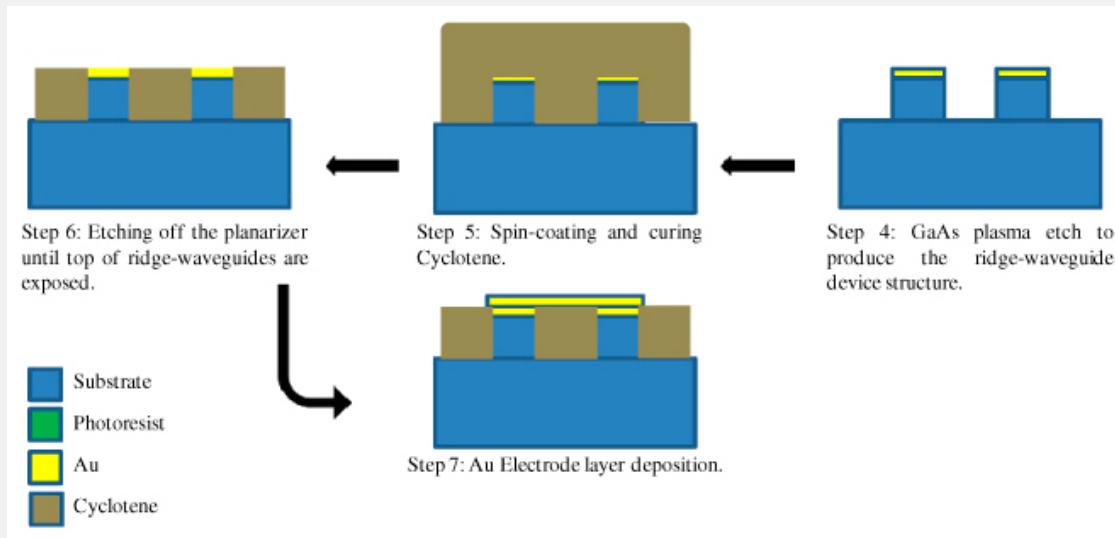 Step 6: Etching off the planarizer
until top of ridge-waveguides are
exposed.
Step 5: Spin-coating and curing
Cyclotene.
Step 4: GaAs plasma etch to
produce the ridge-waveguide
device structure.
Substrate
Photoresist
Au
Cyclotene
Step 7: Au Electrode layer deposition.